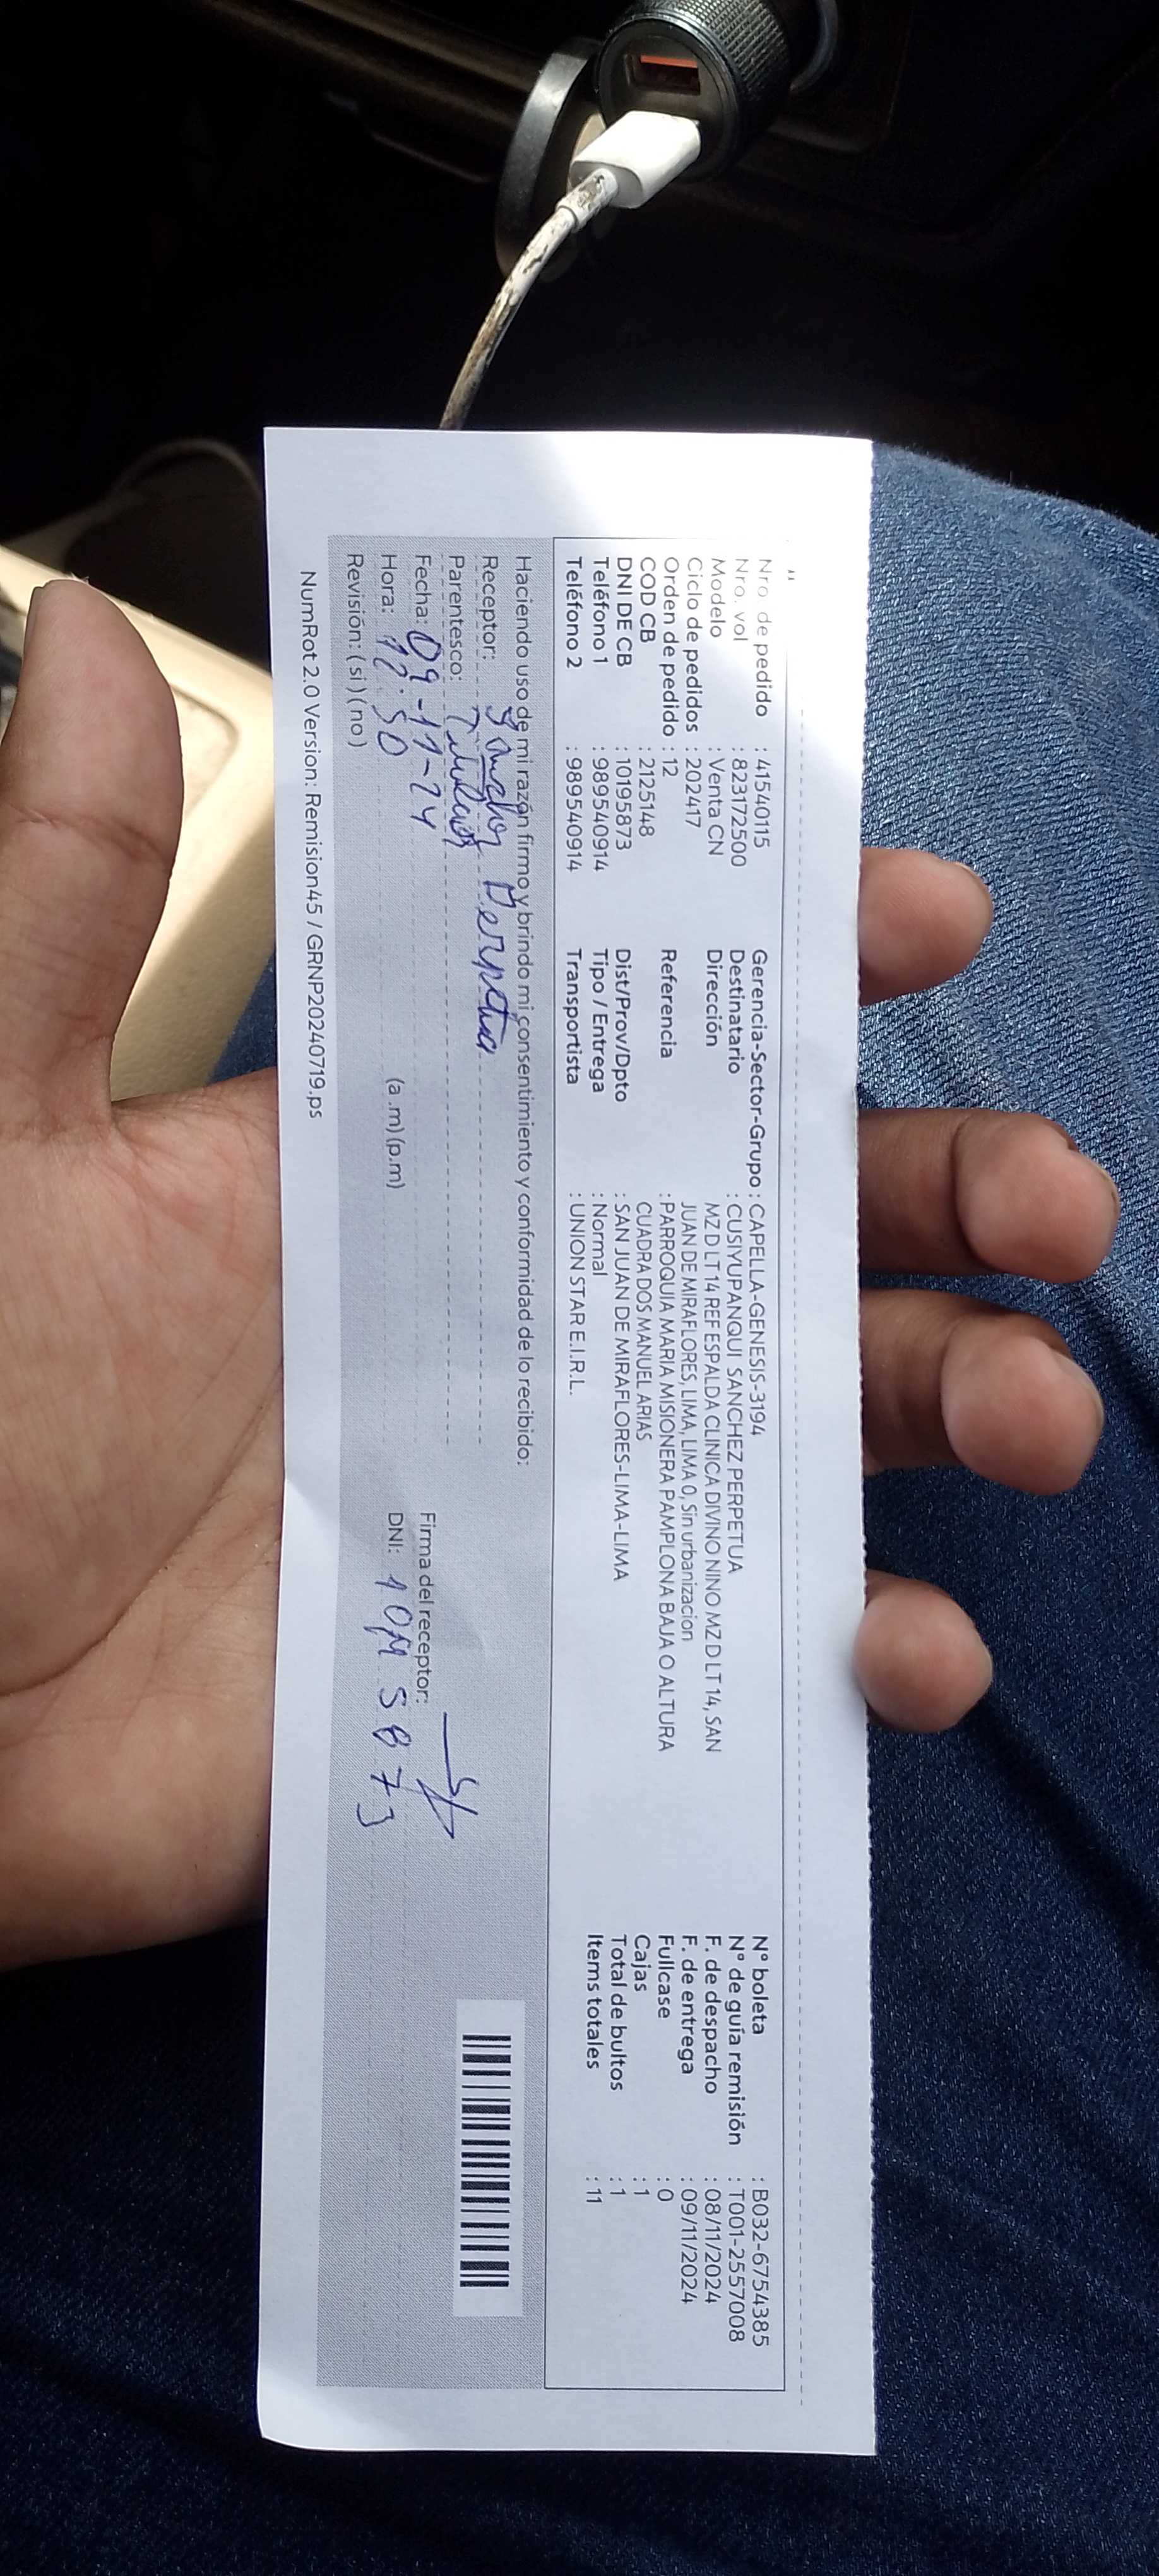 Nro. de pedido : 41540115
Nro. vol : 823172500
Modelo : Venta CN
Ciclo de pedidos : 202417
Orden de pedido : 12
COD CB : 2125148
DNI DE CB : 10195873
Teléfono 1 : 989540914
Teléfono 2 : 989540914
Gerencia-Sector-Grupo : CAPELLA-GENESIS-3194
Destinatario : CUSIYUPANQUI SANCHEZ PERPETUA
Dirección MZ D LT 14 REF ESPALDA CLINICA DIVINO NINO MZ D LT 14, SAN
JUAN DE MIRAFLORES, LIMA, LIMA 0, Sin urbanizacion
Referencia : PARROQUIA MARIA MISIONERA PAMPLONA BAJA O ALTURA
CUADRA DOS MANUEL ARIAS
Dist/Prov/Dpto : SAN JUAN DE MIRAFLORES-LIMA-LIMA
Tipo / Entrega : Normal
Transportista : UNION STAR E.I.R.L.
N° boleta : B032-6754385
N° de guía remisión : T001-2557008
F. de despacho : 08/11/2024
F. de entrega : 09/11/2024
Fullcase : 0
Cajas : 1
Total de bultos : 1
Items totales : 11
Haciendo uso de mi razón firmo y brindo mi consentimiento y conformidad de lo recibido:
Receptor: Sanchez Perpetua
Parentesco: Titular
Fecha: 09-11-24
Hora: 12:50 (a.m) (p.m)
Revisión: (si) (no)
Firma del receptor:
DNI: 10195873
NumRot 2.0 Version: Remision45 / GRNP20240719.ps